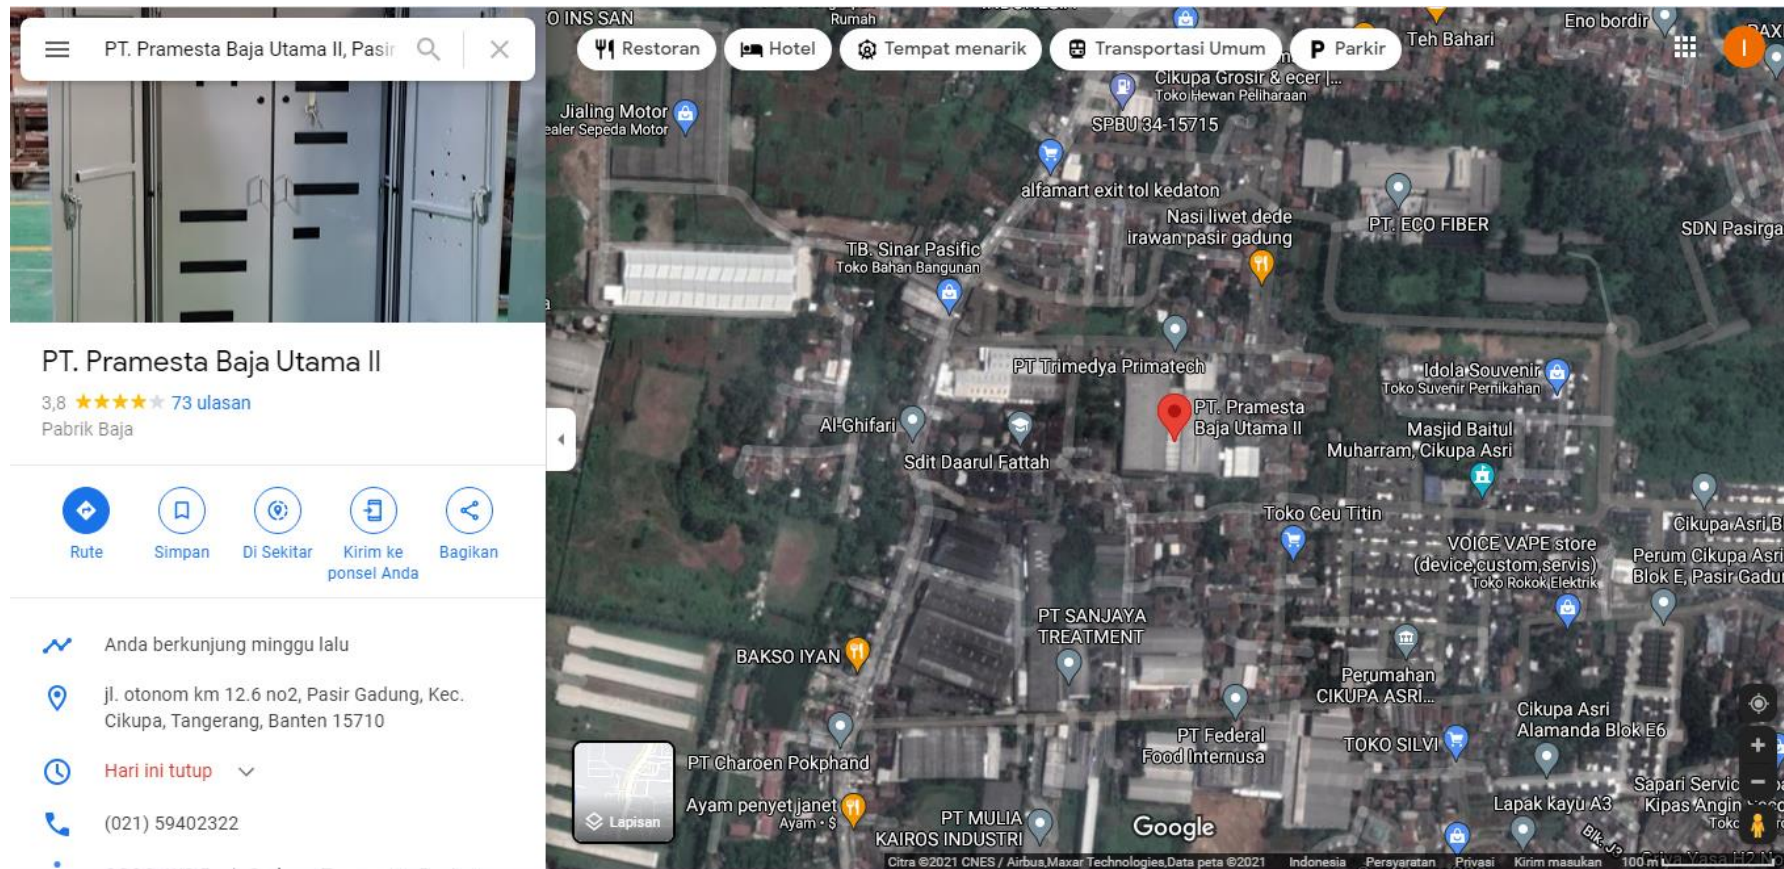 PT. Pramesta Baja Utama II, Pasir
Restoran
Hotel
Tempat menarik
Transportasi Umum
Parkir
PT. Pramesta Baja Utama II
3,8
73 ulasan
Pabrik Baja
Rute
Simpan
Di Sekitar
Kirim ke
ponsel Anda
Bagikan
Anda berkunjung minggu lalu
jl. otonom km 12.6 no2, Pasir Gadung, Kec.
Cikupa, Tangerang, Banten 15710
Hari ini tutup
(021) 59402322
O INS SAN
Rumah
Eno bordir
Teh Bahari
Cikupa Grosir & ecer |...
Toko Hewan Peliharaan
Jialing Motor
ealer Sepeda Motor
SPBU 34-15715
alfamart exit tol kedaton
Nasi liwet dede
irawan pasir gadung
PT. ECO FIBER
SDN Pasirga
TB. Sinar Pasific
Toko Bahan Bangunan
PT Trimedya Primatech
Idola Souvenir
Toko Suvenir Pernikahan
PT. Pramesta
Baja Utama II
Al-Ghifari
Sdit Daarul Fattah
Masjid Baitul
Muharram, Cikupa Asri
Toko Ceu Titin
Cikupa Asri B
VOICE VAPE store
(device,custom,servis)
Toko Rokok Elektrik
Perum Cikupa Asri
Blok E, Pasir Gadu
PT SANJAYA
TREATMENT
BAKSO IYAN
Perumahan
CIKUPA ASRI...
Cikupa Asri
Alamanda Blok E6
PT Federal
Food Internusa
TOKO SILVI
PT Charoen Pokphand
Ayam penyet janet
Ayam • $
PT MULIA
KAIROS INDUSTRI
Lapak kayu A3
Sapari Servic
Kipas Angin
Toko
Blk. J3
Lapisan
Google
Citra ©2021 CNES / Airbus,Maxar Technologies,Data peta ©2021
Indonesia
Persyaratan
Privasi
Kirim masukan
100 m